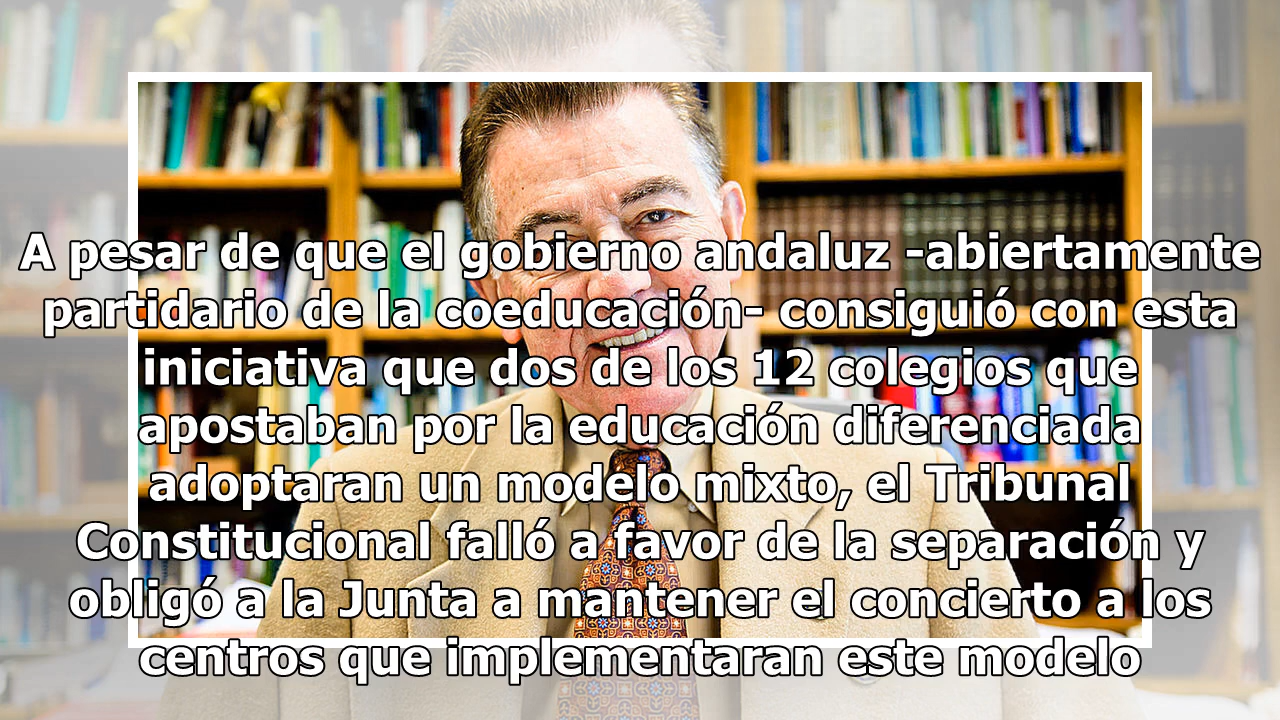 A pesar de que el gobierno andaluz -abiertamente
partidario de la coeducación- consiguió con esta
iniciativa que dos de los 12 colegios que
apostaban por la educación diferenciada
adoptaran un modelo mixto, el Tribunal
Constitucional falló a favor de la separación y
obligó a la Junta a mantener el concierto a los
centros que implementaran este modelo